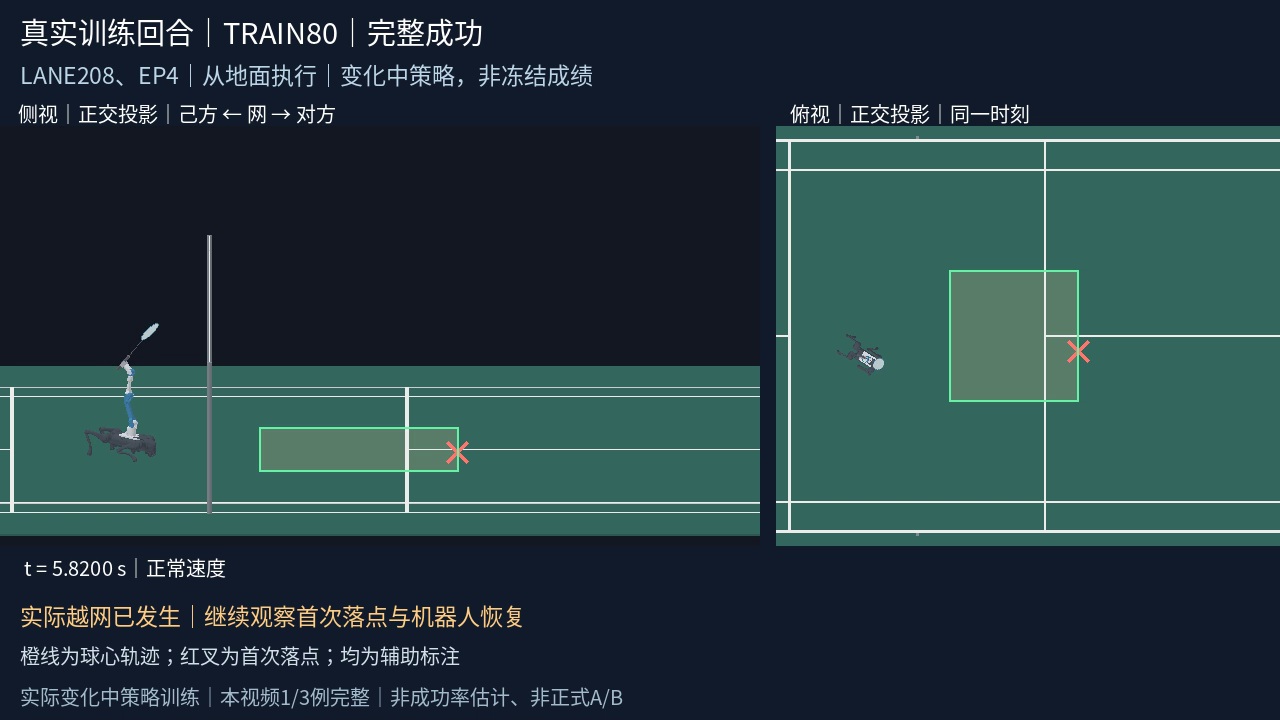 真实训练回合｜TRAIN80｜完整成功
LANE208、EP4｜从地面执行｜变化中策略，非冻结成绩
侧视｜正交投影｜己方 ← 网 → 对方
俯视｜正交投影｜同一时刻
t = 5.8200 s｜正常速度
实际越网已发生｜继续观察首次落点与机器人恢复
橙线为球心轨迹；红叉为首次落点；均为辅助标注
实际变化中策略训练｜本视频1/3例完整｜非成功率估计、非正式A/B